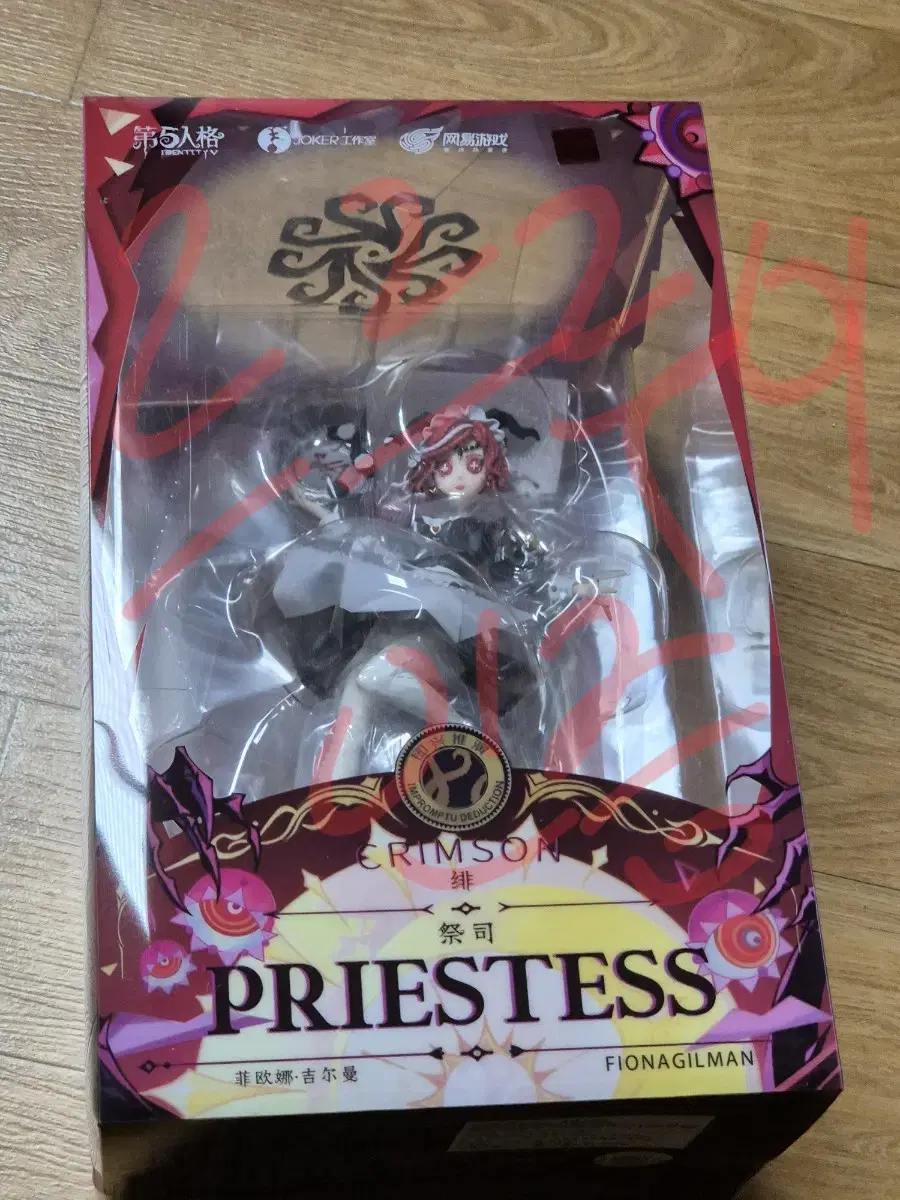 第5人格
IDENTITY V
JOKER工作室
网易游戏
IMPROMPTU DEDUCTION
CRIMSON
绯
祭司
PRIESTESS
FIONAGILMAN
菲欧娜·吉尔曼